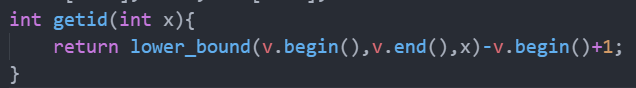 int getid(int x){
    return lower_bound(v.begin(),v.end(),x)-v.begin()+1;
}